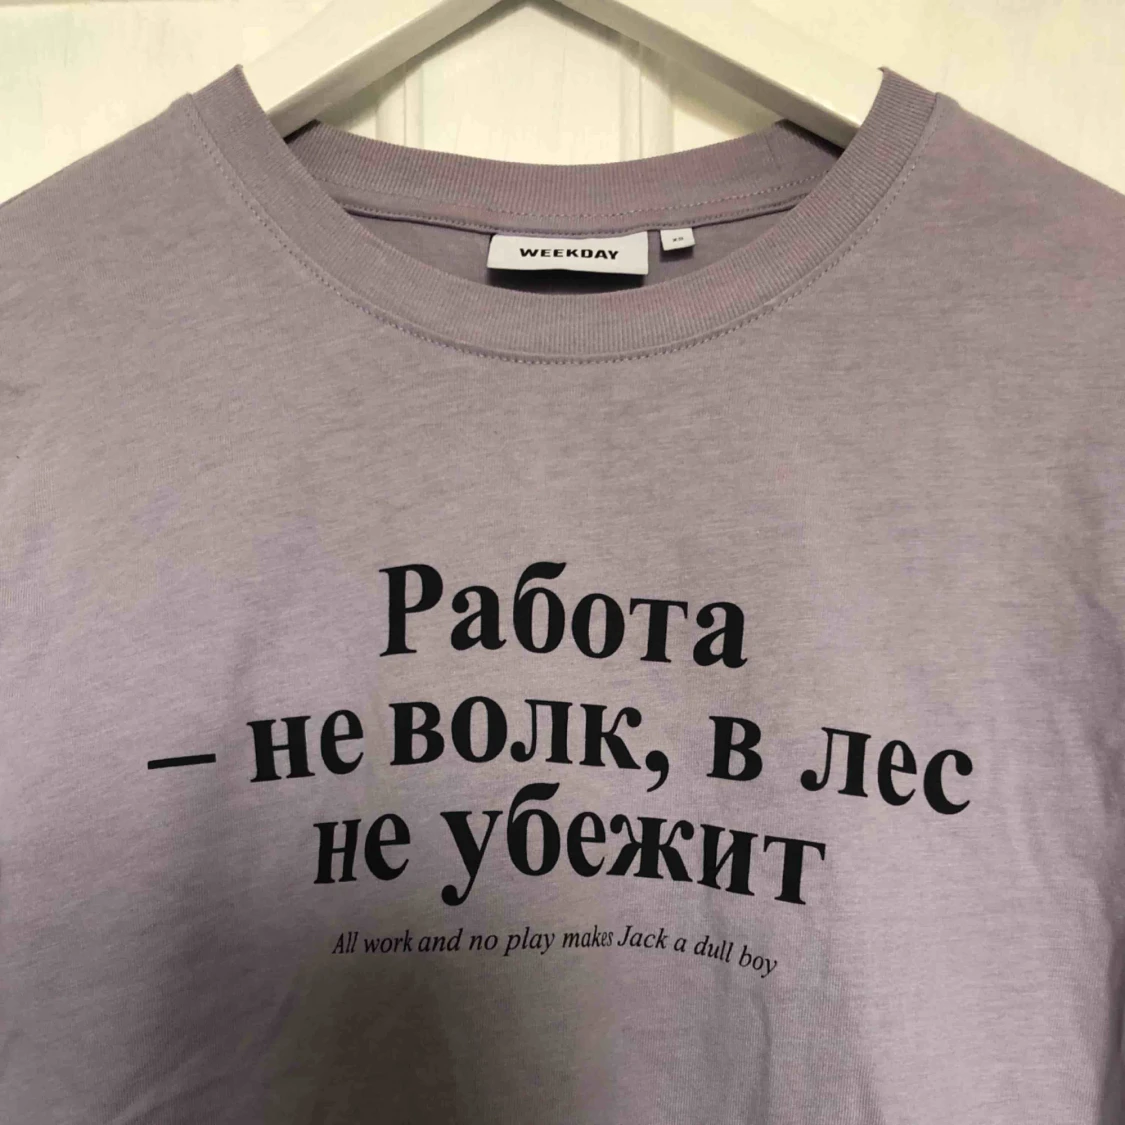 WEEKDAY
Работа
– не волк, в лес
не убежит
All work and no play makes Jack a dull boy